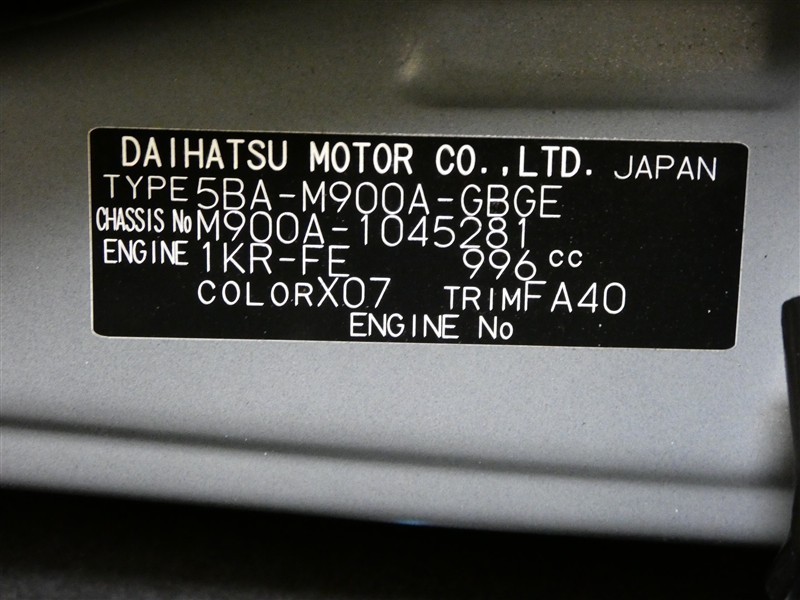 DAIHATSU MOTOR CO.,LTD. JAPAN
TYPE 5BA-M900A-GBGE
CHASSIS No M900A-1045281
ENGINE 1KR-FE 996 cc
COLOR X07 TRIM FA40
ENGINE No